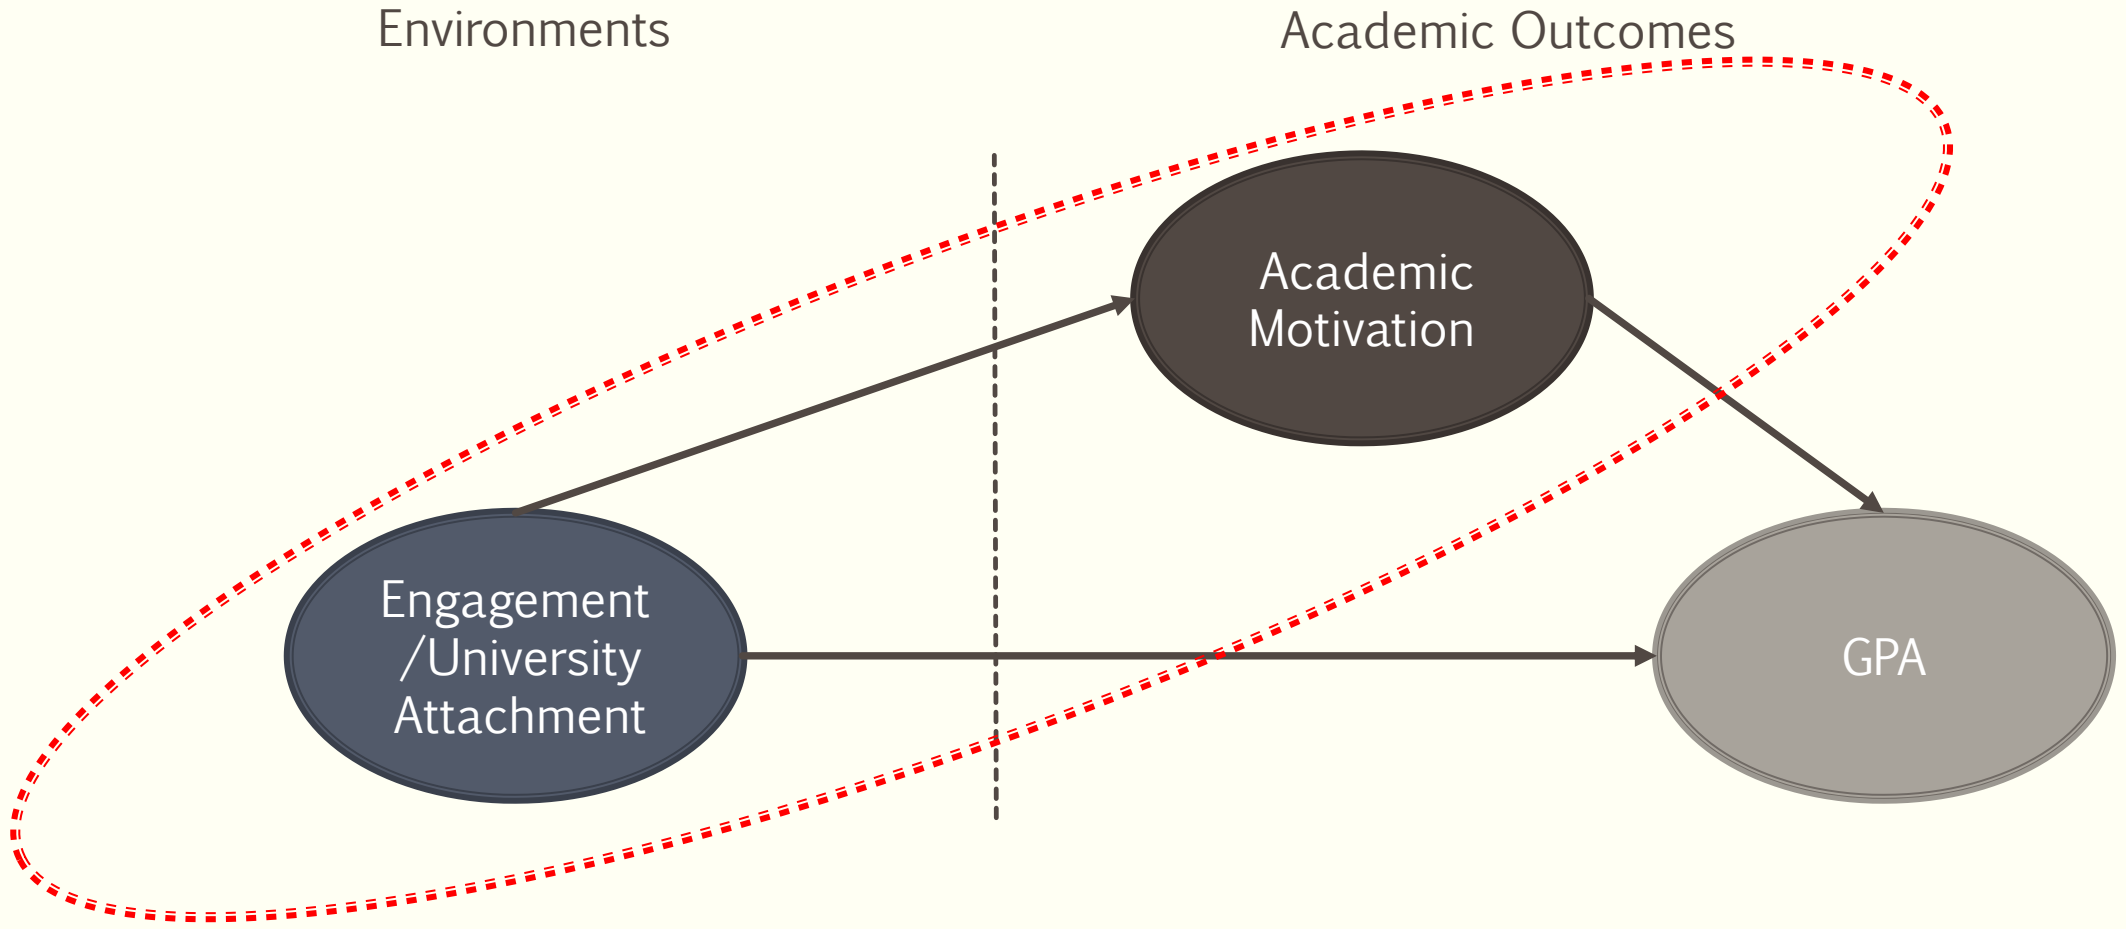 Environments
Academic Outcomes
Academic
Motivation
Engagement
/University
Attachment
GPA